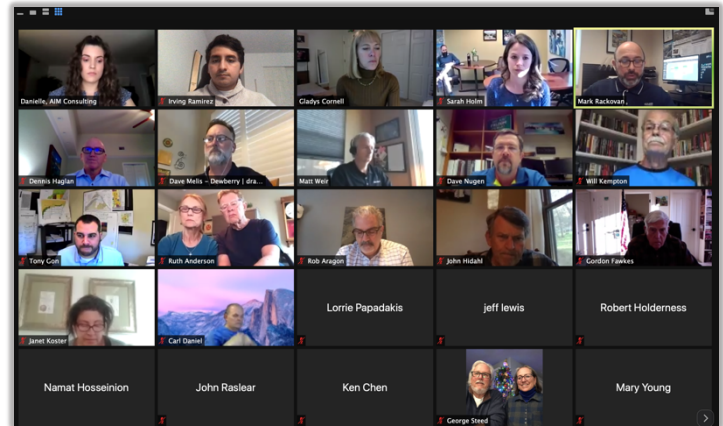 Danielle, AIM Consulting
Irving Ramirez
Gladys Cornell
Sarah Holm
Mark Rackovan
Dennis Haglan
Dave Melis – Dewberry | dra...
Matt Weir
Dave Nugen
Will Kempton
Tony Gon
Ruth Anderson
Rob Aragon
John Hidahl
Gordon Fawkes
Janet Koster
Carl Daniel
Lorrie Papadakis
jeff lewis
Robert Holderness
Namat Hosseinion
John Raslear
Ken Chen
George Steed
Mary Young